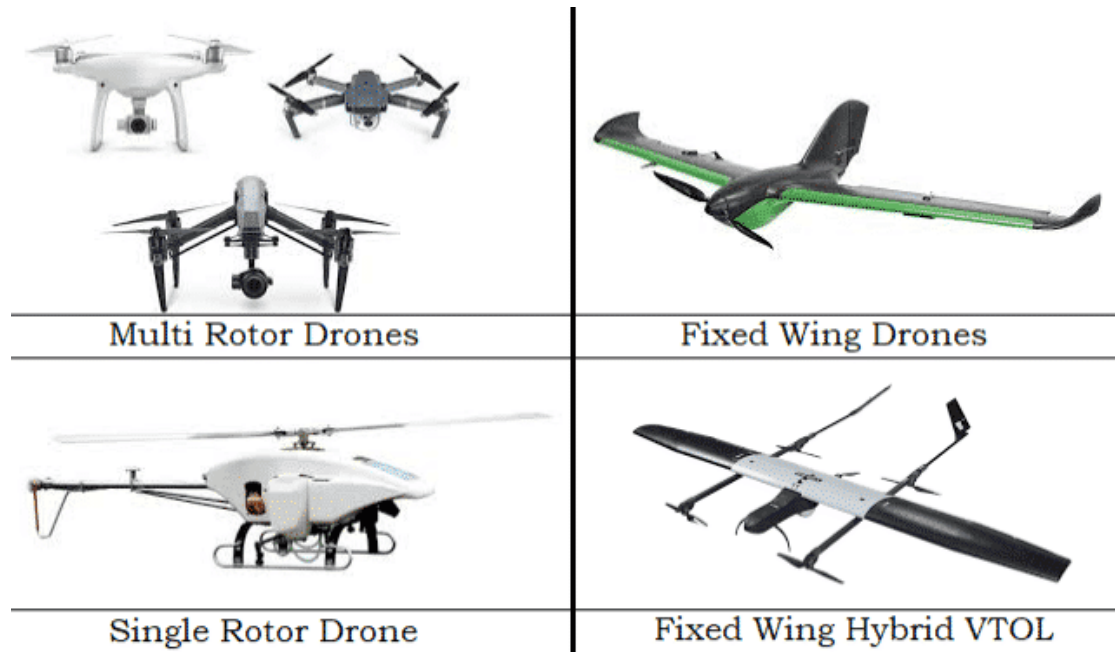 Multi Rotor Drones
Fixed Wing Drones
Single Rotor Drone
Fixed Wing Hybrid VTOL